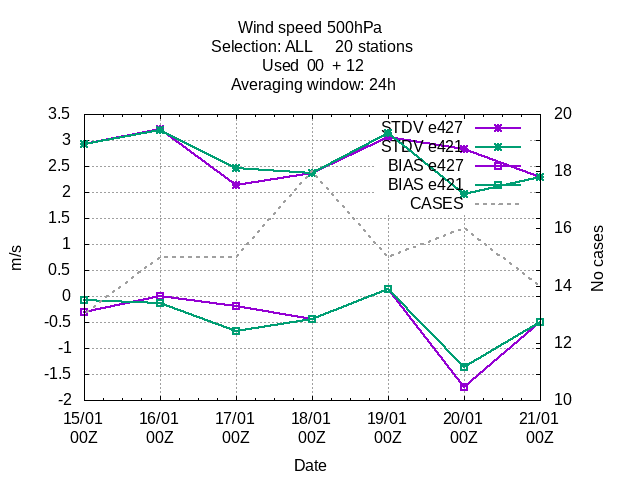 Wind speed 500hPa
Selection: ALL 20 stations
Used 00 + 12
Averaging window: 24h
3.5
3
2.5
2
1.5
1
0.5
0
-0.5
-1
-1.5
-2
m/s
20
18
16
14
12
10
No cases
STDV e427
STDV e421
BIAS e427
BIAS e421
CASES
15/01 16/01 17/01 18/01 19/01 20/01 21/01
00Z 00Z 00Z 00Z 00Z 00Z 00Z
Date